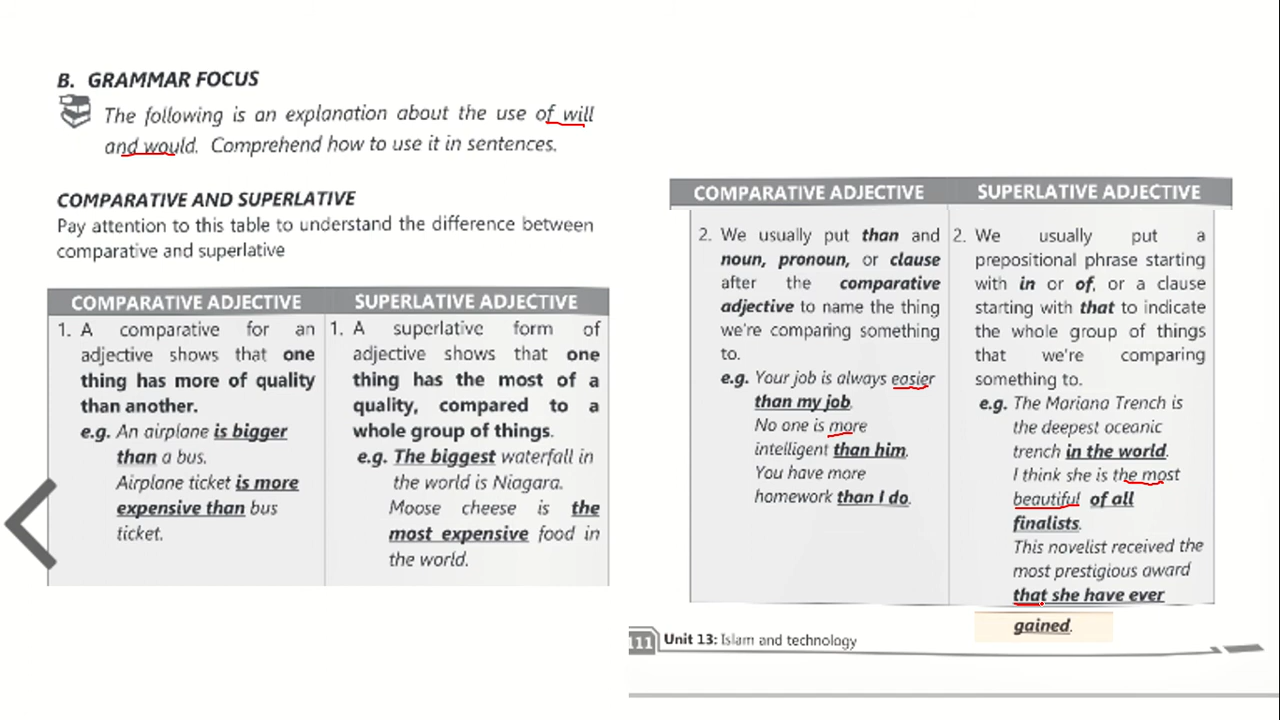 B. GRAMMAR FOCUS
The following is an explanation about the use of will
and would. Comprehend how to use it in sentences.
COMPARATIVE AND SUPERLATIVE
Pay attention to this table to understand the difference between
comparative and superlative
COMPARATIVE ADJECTIVE
1. A comparative for an
adjective shows that one
thing has more of quality
than another.
e.g. An airplane is bigger
than a bus.
Airplane ticket is more
expensive than bus
ticket.
SUPERLATIVE ADJECTIVE
1. A superlative form of
adjective shows that one
thing has the most of a
quality, compared to a
whole group of things.
e.g. The biggest waterfall in
the world is Niagara.
Moose cheese is the
most expensive food in
the world.
COMPARATIVE ADJECTIVE
2. We usually put than and
noun, pronoun, or clause
after the comparative
adjective to name the thing
we're comparing something
to.
e.g. Your job is always easier
than my job.
No one is more
intelligent than him.
You have more
homework than I do.
SUPERLATIVE ADJECTIVE
2. We usually put a
prepositional phrase starting
with in or of, or a clause
starting with that to indicate
the whole group of things
that we're comparing
something to.
e.g. The Mariana Trench is
the deepest oceanic
trench in the world.
I think she is the most
beautiful of all
finalists.
This novelist received the
most prestigious award
that she have ever
gained.
111 Unit 13: Islam and technology